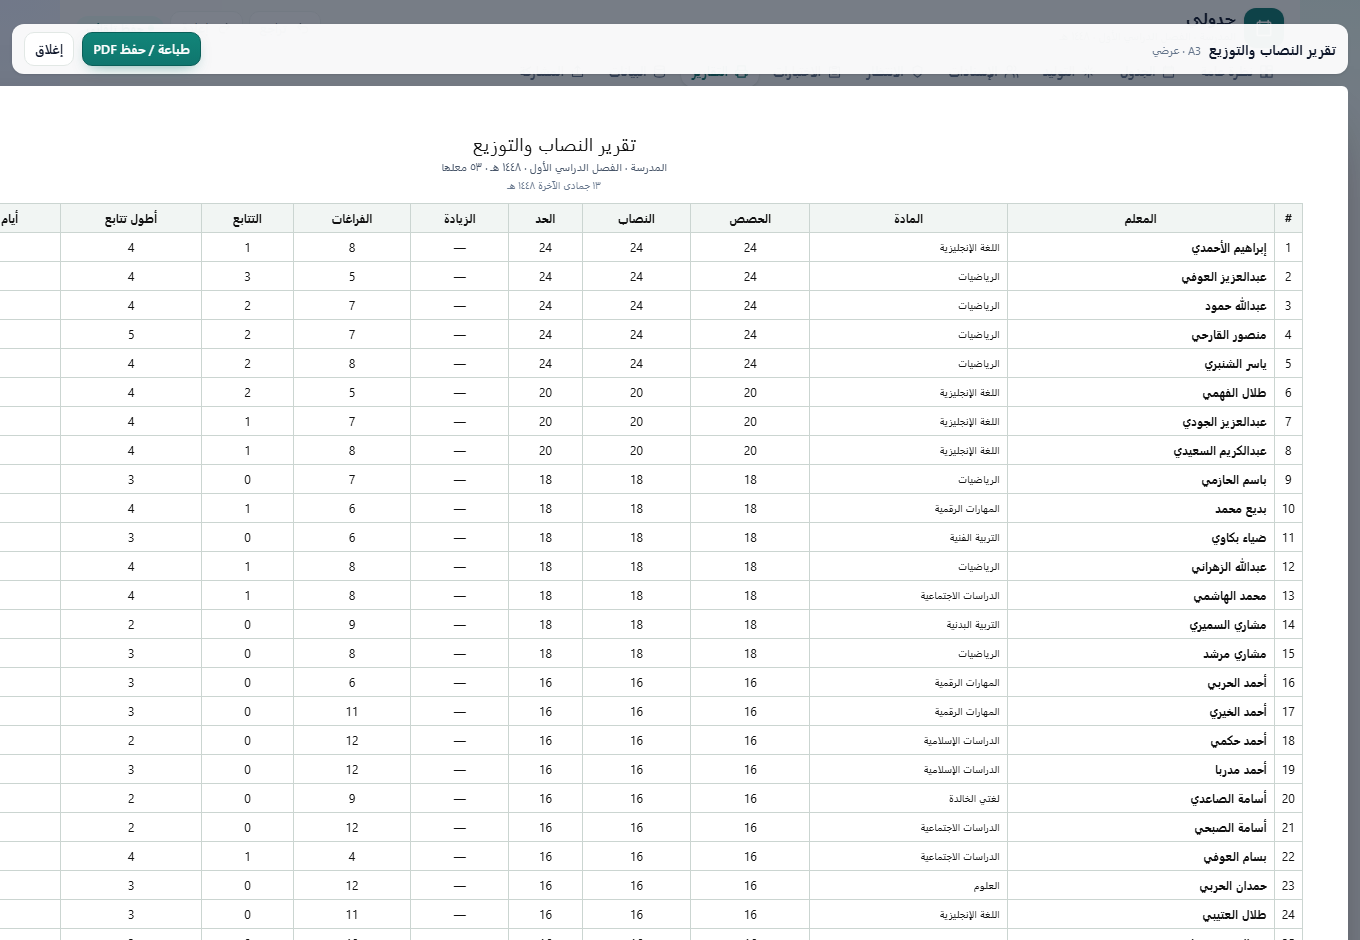 جدولي
تقرير النصاب والتوزيع A3 · عرضي
طباعة / حفظ PDF
إغلاق
تقرير النصاب والتوزيع
المدرسة · الفصل الدراسي الأول · ١٤٤٨ هـ · ٥٣ معلمًا
١٣ جمادى الآخرة ١٤٤٨ هـ
# المعلم المادة الحصص النصاب الحد الزيادة الفراغات التتابع أطول تتابع أيام
1 إبراهيم الأحمدي اللغة الإنجليزية 24 24 24 — 8 1 4
2 عبدالعزيز العوفي الرياضيات 24 24 24 — 5 3 4
3 عبدالله حمود الرياضيات 24 24 24 — 7 2 4
4 منصور القارحي الرياضيات 24 24 24 — 7 2 5
5 ياسر الشنبري الرياضيات 24 24 24 — 8 2 4
6 طلال الفهمي اللغة الإنجليزية 20 20 20 — 5 2 4
7 عبدالعزيز الجودي اللغة الإنجليزية 20 20 20 — 7 1 4
8 عبدالكريم السعيدي اللغة الإنجليزية 20 20 20 — 8 1 4
9 باسم الحازمي الرياضيات 18 18 18 — 7 0 3
10 بديع محمد المهارات الرقمية 18 18 18 — 6 1 4
11 ضياء بكاوي التربية الفنية 18 18 18 — 6 0 3
12 عبدالله الزهراني الرياضيات 18 18 18 — 8 1 4
13 محمد الهاشمي الدراسات الاجتماعية 18 18 18 — 8 1 4
14 مشاري السميري التربية البدنية 18 18 18 — 9 0 2
15 مشاري مرشد الرياضيات 18 18 18 — 8 0 3
16 أحمد الحربي المهارات الرقمية 16 16 16 — 6 0 3
17 أحمد الخيري المهارات الرقمية 16 16 16 — 11 0 3
18 أحمد حكمي الدراسات الإسلامية 16 16 16 — 12 0 2
19 أحمد مدربا الدراسات الإسلامية 16 16 16 — 12 0 3
20 أسامة الصاعدي لغتي الخالدة 16 16 16 — 9 0 2
21 أسامة الصبحي الدراسات الاجتماعية 16 16 16 — 12 0 2
22 بسام العوفي الدراسات الاجتماعية 16 16 16 — 4 1 4
23 حمدان الحربي العلوم 16 16 16 — 12 0 3
24 طلال العتيبي اللغة الإنجليزية 16 16 16 — 11 0 3